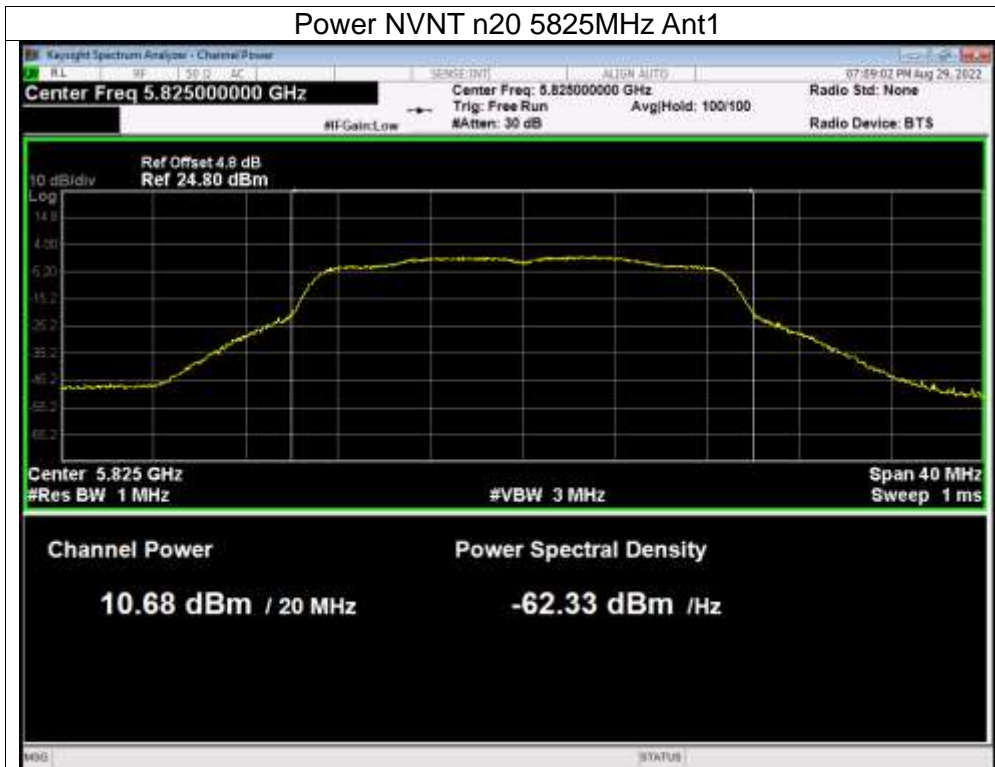 Power NVNT n20 5825MHz Ant1
Keysight Spectrum Analyzer - Channel Power
RL RF 50 Ω AC SENSE:INT ALIGN AUTO 07:59:02 PM Aug 29, 2022
Center Freq 5.825000000 GHz Center Freq: 5.825000000 GHz Radio Std: None
Trig: Free Run Avg|Hold: 100/100
#IFGain:Low #Atten: 30 dB Radio Device: BTS
Ref Offset 4.8 dB
10 dB/div Ref 24.80 dBm
Log
14.8
4.80
-5.20
-15.2
-25.2
-35.2
-45.2
-55.2
-65.2
Center 5.825 GHz Span 40 MHz
#Res BW 1 MHz #VBW 3 MHz Sweep 1 ms
Channel Power Power Spectral Density
10.68 dBm / 20 MHz -62.33 dBm /Hz
MSG STATUS